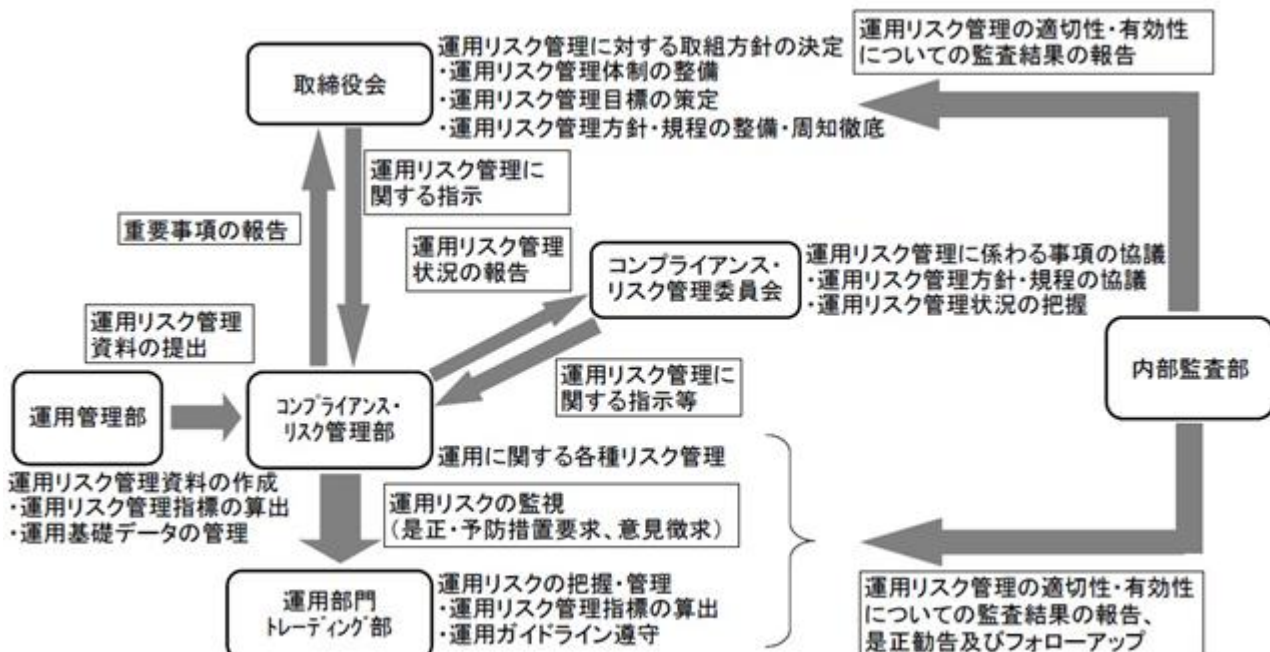 運用リスク管理に対する取組方針の決定
・運用リスク管理体制の整備
・運用リスク管理目標の策定
・運用リスク管理方針・規程の整備・周知徹底
取締役会
運用リスク管理の適切性・有効性
についての監査結果の報告
運用リスク管理に
関する指示
重要事項の報告
運用リスク管理
状況の報告
コンプライアンス・
リスク管理委員会
運用リスク管理に係わる事項の協議
・運用リスク管理方針・規程の協議
・運用リスク管理状況の把握
運用リスク管理
資料の提出
内部監査部
運用リスク管理に
関する指示等
運用管理部
コンプライアンス・
リスク管理部
運用に関する各種リスク管理
運用リスク管理資料の作成
・運用リスク管理指標の算出
・運用基礎データの管理
運用リスクの監視
(是正・予防措置要求、意見徴求)
運用部門
トレーディング部
運用リスクの把握・管理
・運用リスク管理指標の算出
・運用ガイドライン遵守
運用リスク管理の適切性・有効性
についての監査結果の報告、
是正勧告及びフォローアップ